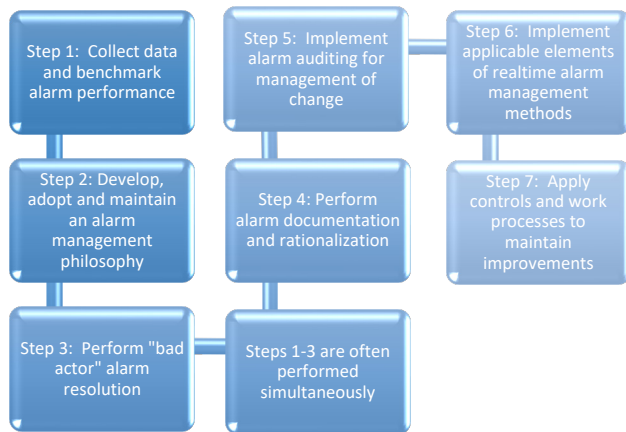 Step 1: Collect data
and benchmark
alarm performance
Step 2: Develop,
adopt and maintain
an alarm
management
philosophy
Step 3: Perform "bad
actor" alarm
resolution
Steps 1-3 are often
performed
simultaneously
Step 4: Perform
alarm documentation
and rationalization
Step 5: Implement
alarm auditing for
management of
change
Step 6: Implement
applicable elements
of realtime alarm
management
methods
Step 7: Apply
controls and work
processes to
maintain
improvements